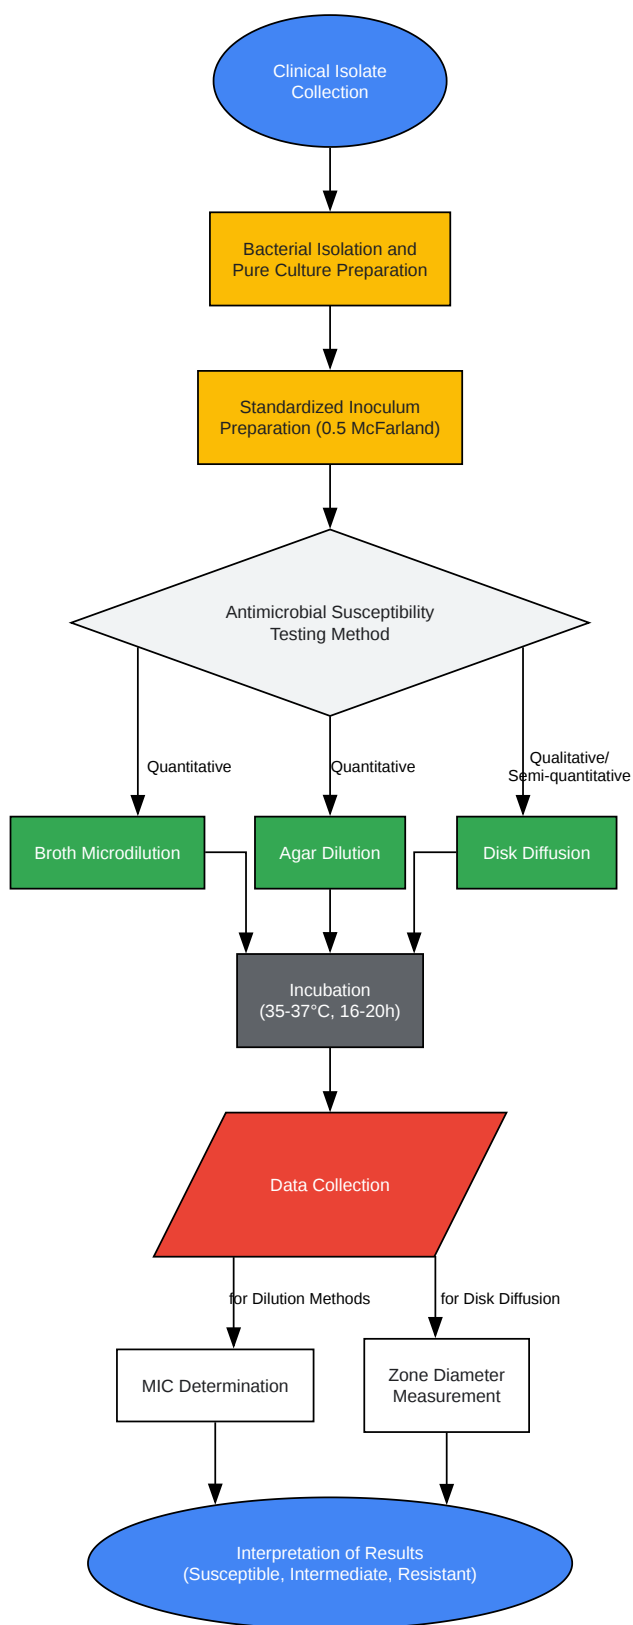 Clinical Isolate
Collection
Bacterial Isolation and
Pure Culture Preparation
Standardized Inoculum
Preparation (0.5 McFarland)
Antimicrobial Susceptibility
Testing Method
Quantitative
Quantitative
Qualitative/
Semi-quantitative
Broth Microdilution
Agar Dilution
Disk Diffusion
Incubation
(35-37°C, 16-20h)
Data Collection
for Dilution Methods
for Disk Diffusion
MIC Determination
Zone Diameter
Measurement
Interpretation of Results
(Susceptible, Intermediate, Resistant)